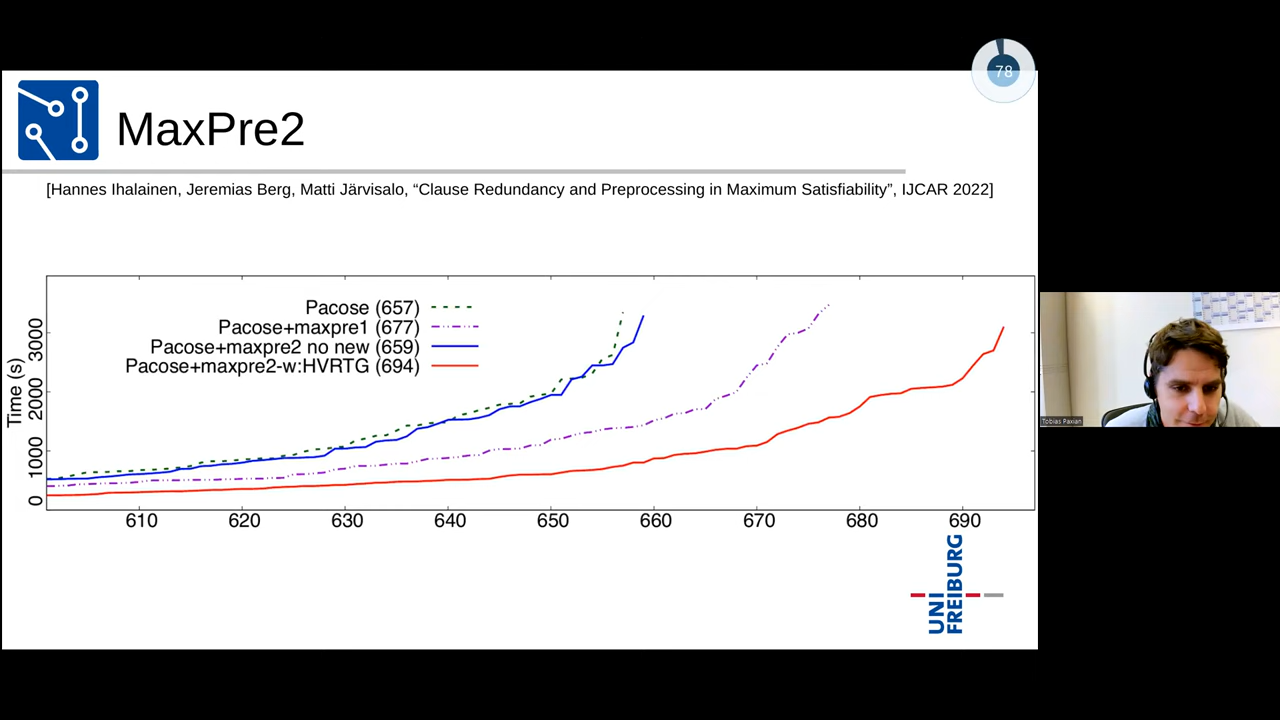 78
MaxPre2
[Hannes Ihalainen, Jeremias Berg, Matti Järvisalo, “Clause Redundancy and Preprocessing in Maximum Satisfiability”, IJCAR 2022]
Pacose (657)
Pacose+maxpre1 (677)
Pacose+maxpre2 no new (659)
Pacose+maxpre2-w:HVRTG (694)
Time (s)
3000
2000
1000
0
610 620 630 640 650 660 670 680 690
UNI
FREIBURG
Tobias Paxian